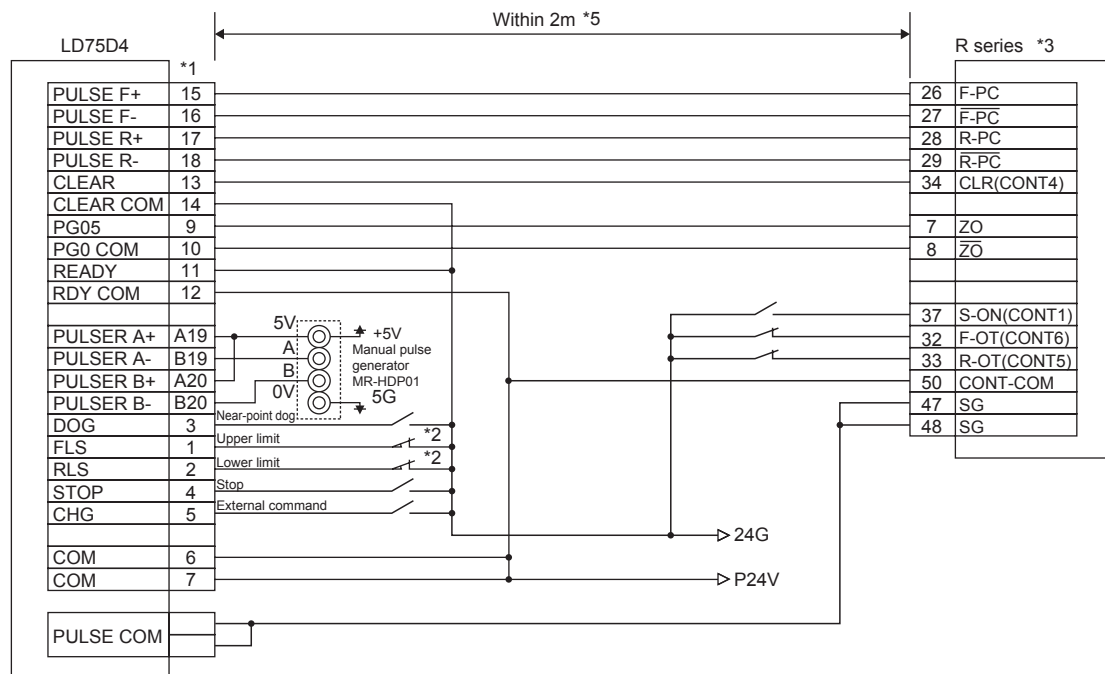 Within 2m *5
LD75D4
R series *3
*1
PULSE F+ 15
26 F-PC
PULSE F- 16
27 F-PC
PULSE R+ 17
28 R-PC
PULSE R- 18
29 R-PC
CLEAR 13
34 CLR(CONT4)
CLEAR COM 14
PG05 9
7 ZO
PG0 COM 10
8 ZO
READY 11
RDY COM 12
5V
+5V
37 S-ON(CONT1)
PULSER A+ A19
A
Manual pulse
generator
MR-HDP01
32 F-OT(CONT6)
PULSER A- B19
33 R-OT(CONT5)
PULSER B+ A20
B
50 CONT-COM
PULSER B- B20
0V
5G
47 SG
DOG 3
Near-point dog
48 SG
FLS 1
Upper limit
*2
RLS 2
Lower limit
*2
STOP 4
Stop
CHG 5
External command
24G
COM 6
COM 7
P24V
PULSE COM